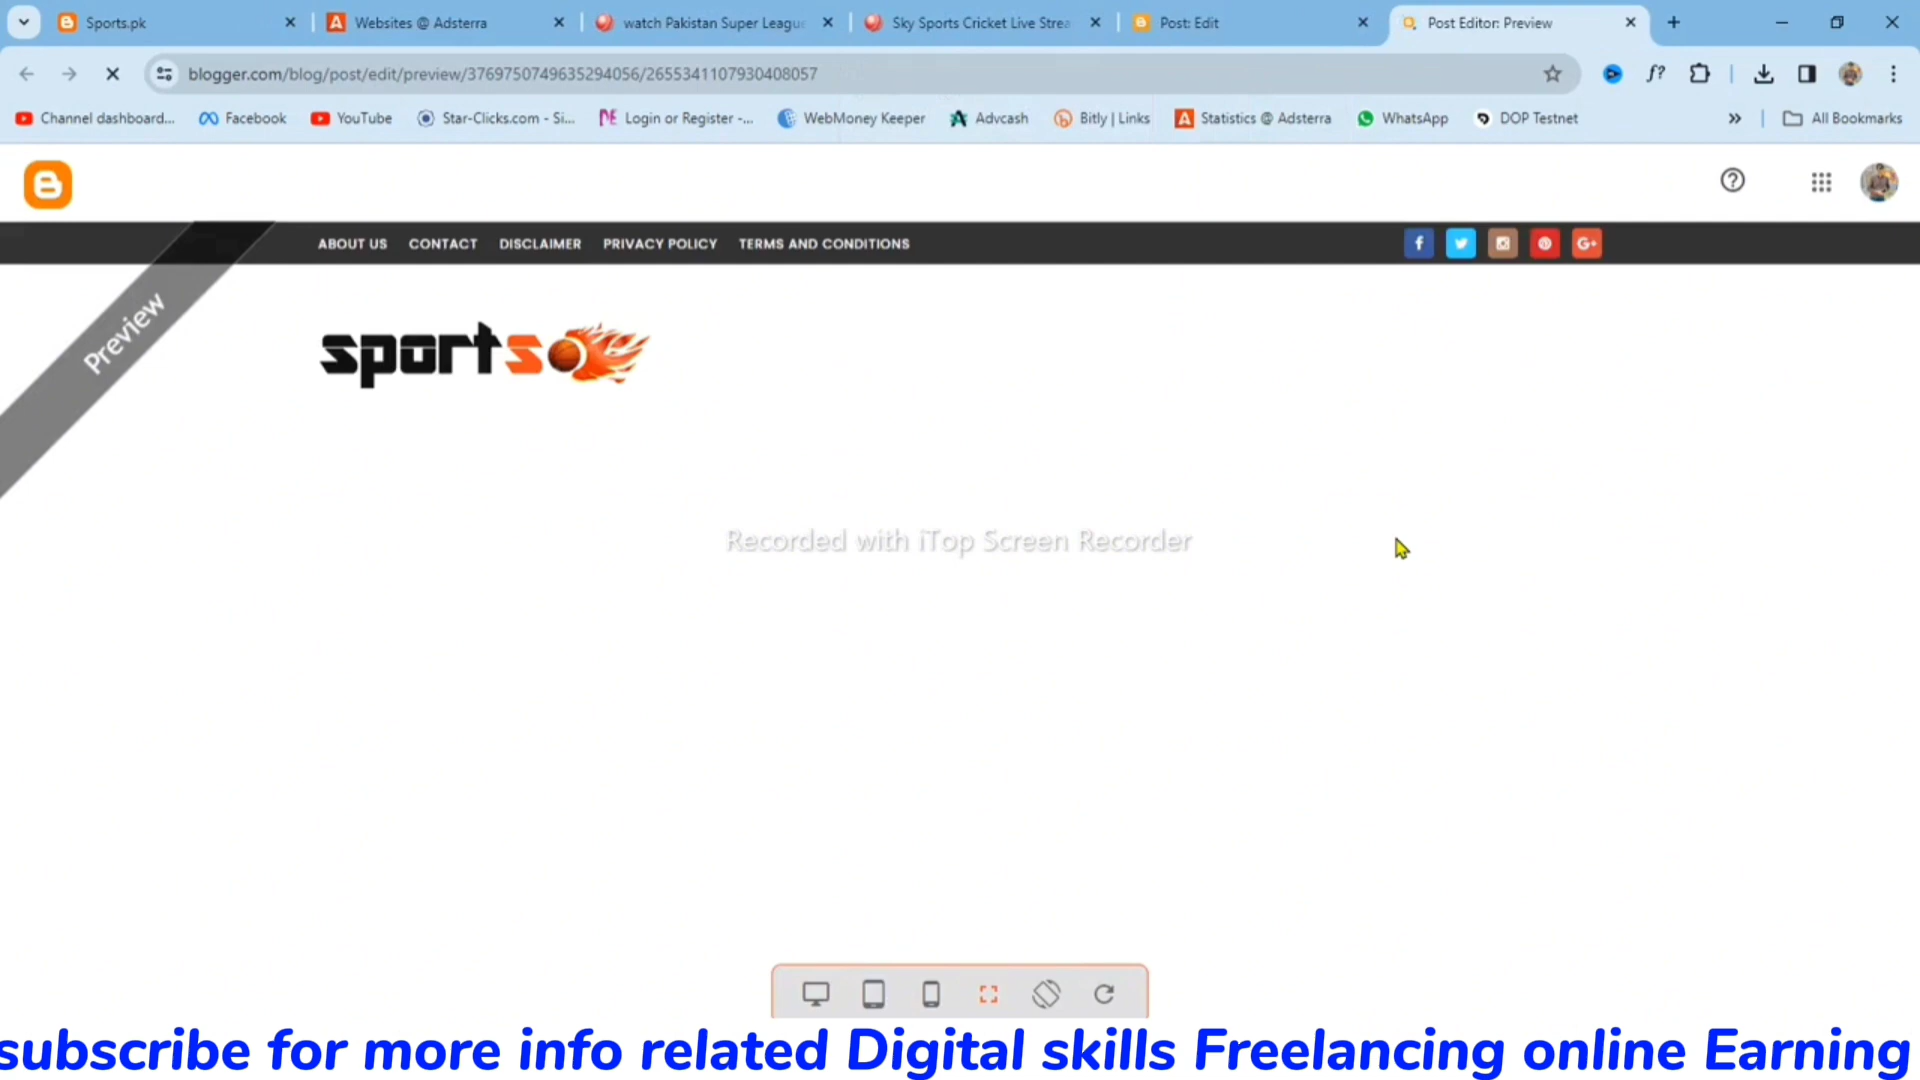 Sports.pk
Websites @ Adsterra
watch Pakistan Super League
Sky Sports Cricket Live Strea
Post: Edit
Post Editor: Preview
blogger.com/blog/post/edit/preview/3769750749635294056/2655341107930408057
Channel dashboard...
Facebook
YouTube
Star-Clicks.com - Si...
Login or Register -...
WebMoney Keeper
Advcash
Bitly | Links
Statistics @ Adsterra
WhatsApp
DOP Testnet
All Bookmarks
ABOUT US CONTACT DISCLAIMER PRIVACY POLICY TERMS AND CONDITIONS
Preview
sports
Recorded with iTop Screen Recorder
subscribe for more info related Digital skills Freelancing online Earning